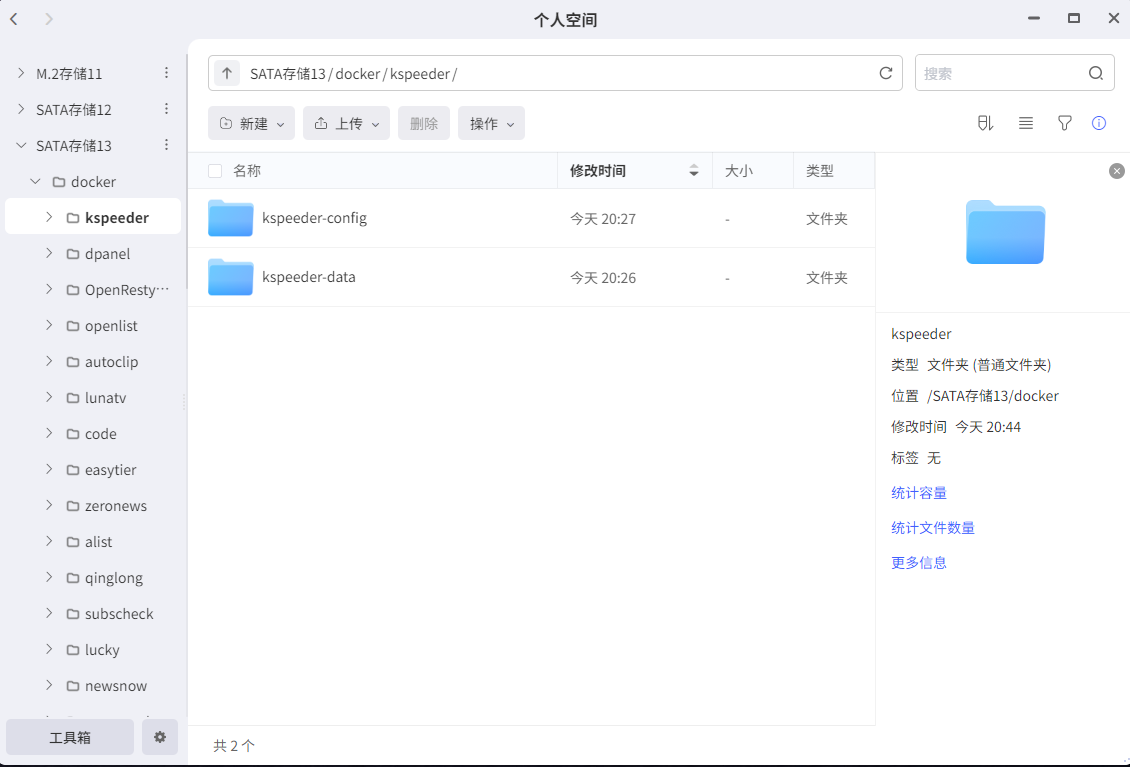 个人空间
M.2存储11
SATA存储12
SATA存储13
docker
kspeeder
dpanel
OpenResty···
openlist
autoclip
lunatv
code
easytier
zeronews
alist
qinglong
subscheck
lucky
newsnow
工具箱
SATA存储13/docker/kspeeder/
搜索
新建 上传 删除 操作
名称 修改时间 大小 类型
kspeeder-config 今天 20:27 - 文件夹
kspeeder-data 今天 20:26 - 文件夹
共 2 个
kspeeder
类型 文件夹 (普通文件夹)
位置 /SATA存储13/docker
修改时间 今天 20:44
标签 无
统计容量
统计文件数量
更多信息